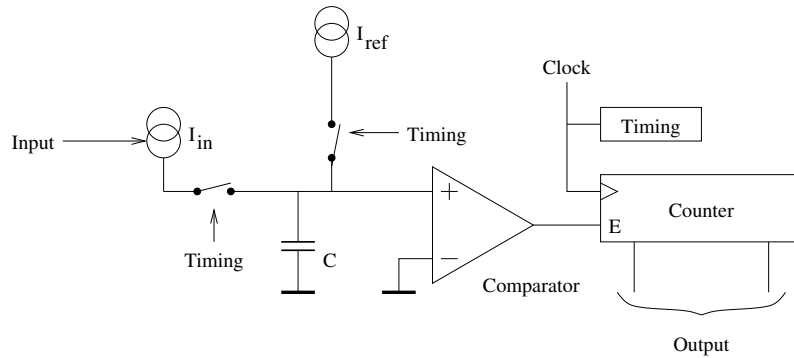 I_ref
Clock
Input
I_in
Timing
Timing
+
Counter
E
Timing
C
−
Comparator
Output